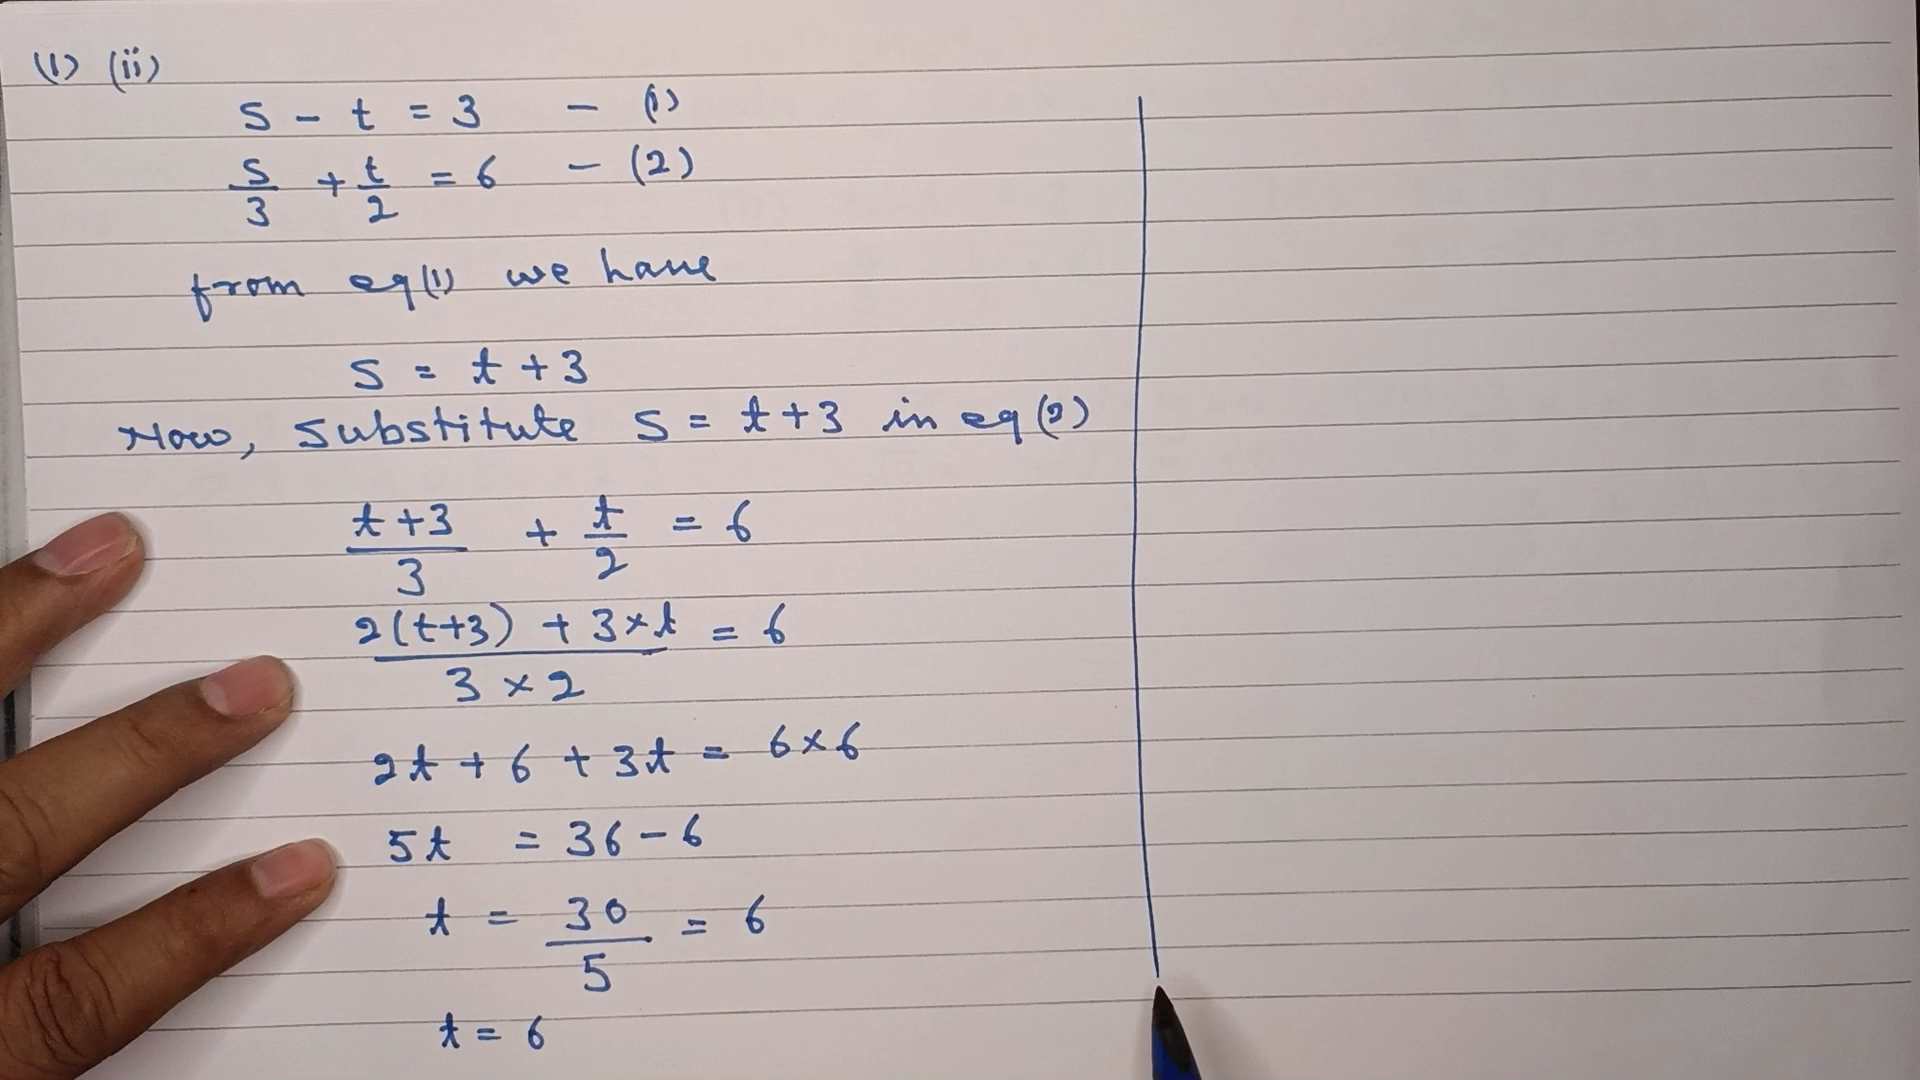 (1) (ii)
s - t = 3 - (1)
s/3 + t/2 = 6 - (2)
from eq(1) we have
s = t + 3
Now, substitute s = t + 3 in eq (2)
t + 3/3 + t/2 = 6
2(t+3) + 3×t/3 × 2 = 6
2t + 6 + 3t = 6×6
5t = 36 - 6
t = 30/5 = 6
t = 6